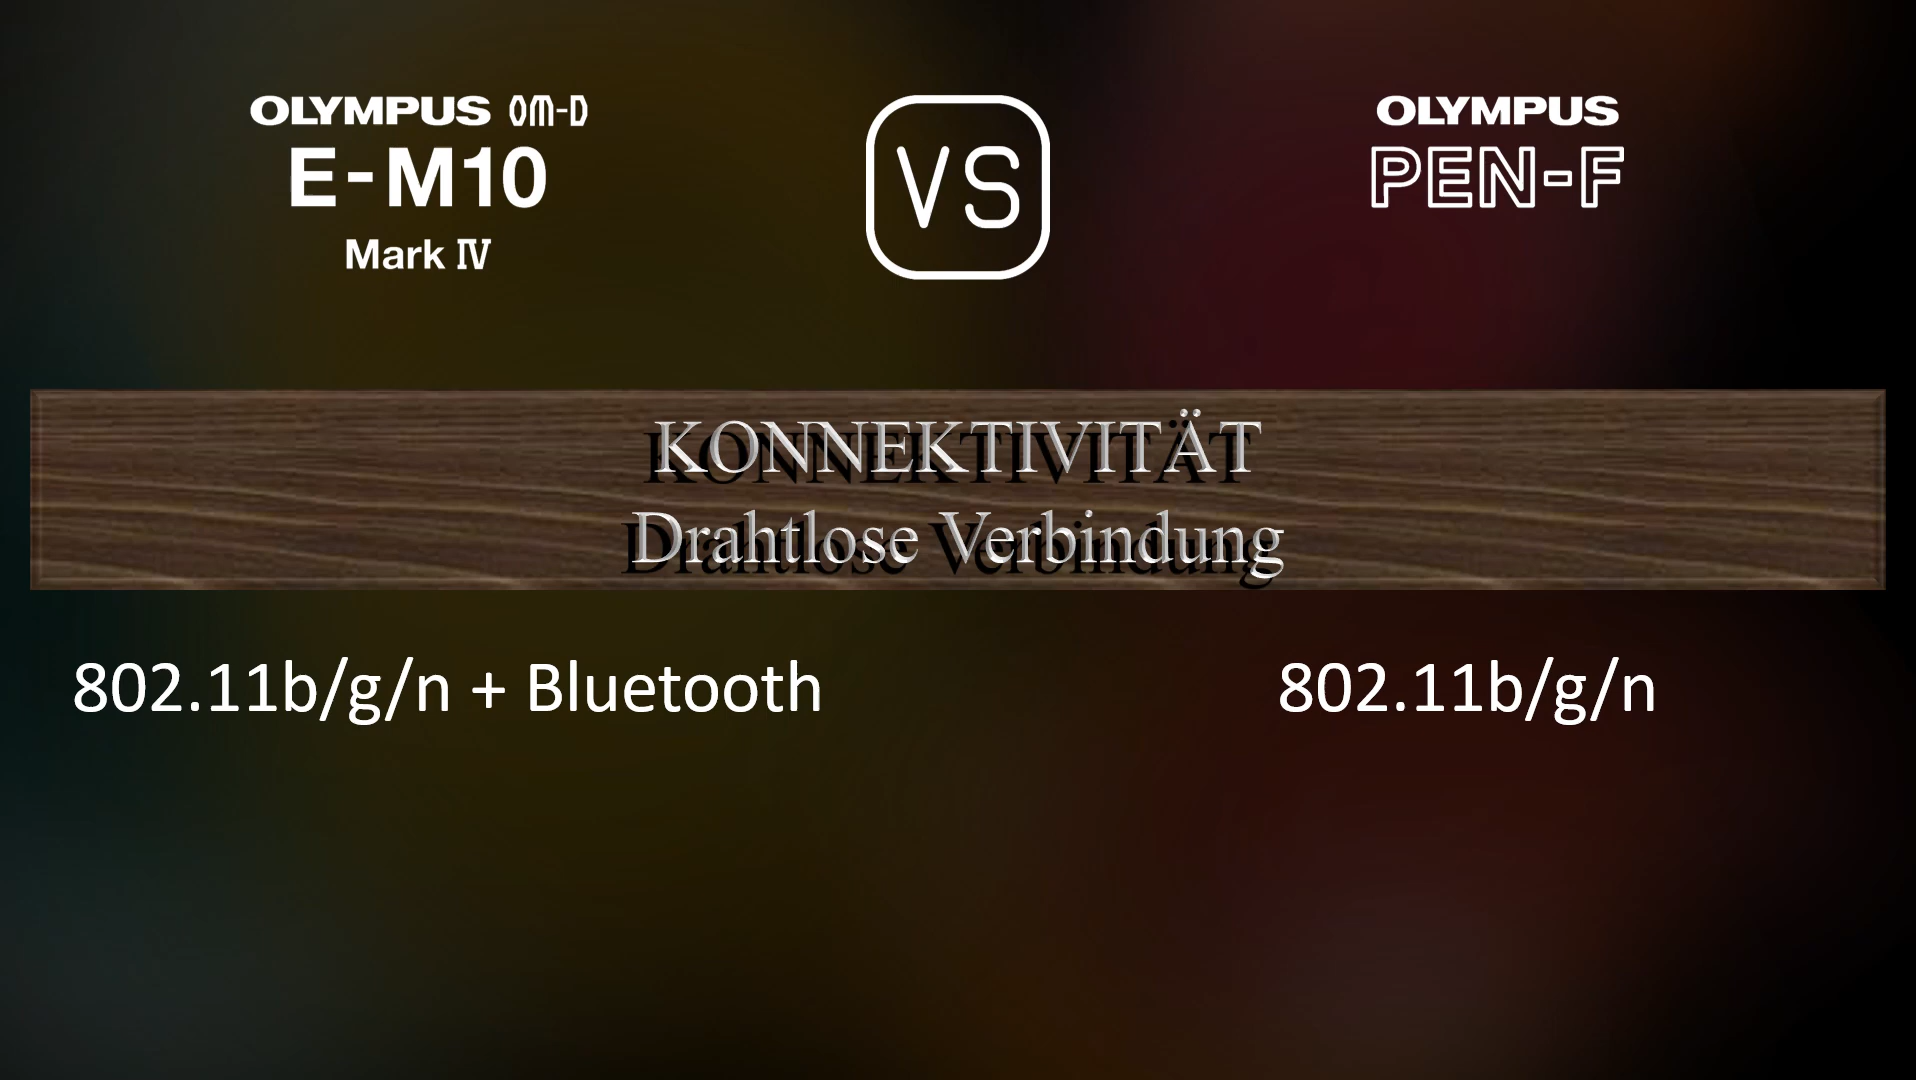 OLYMPUS OM-D
E-M10
Mark IV
VS
OLYMPUS
PEN-F
KONNEKTIVITÄT
Drahtlose Verbindung
802.11b/g/n + Bluetooth
802.11b/g/n